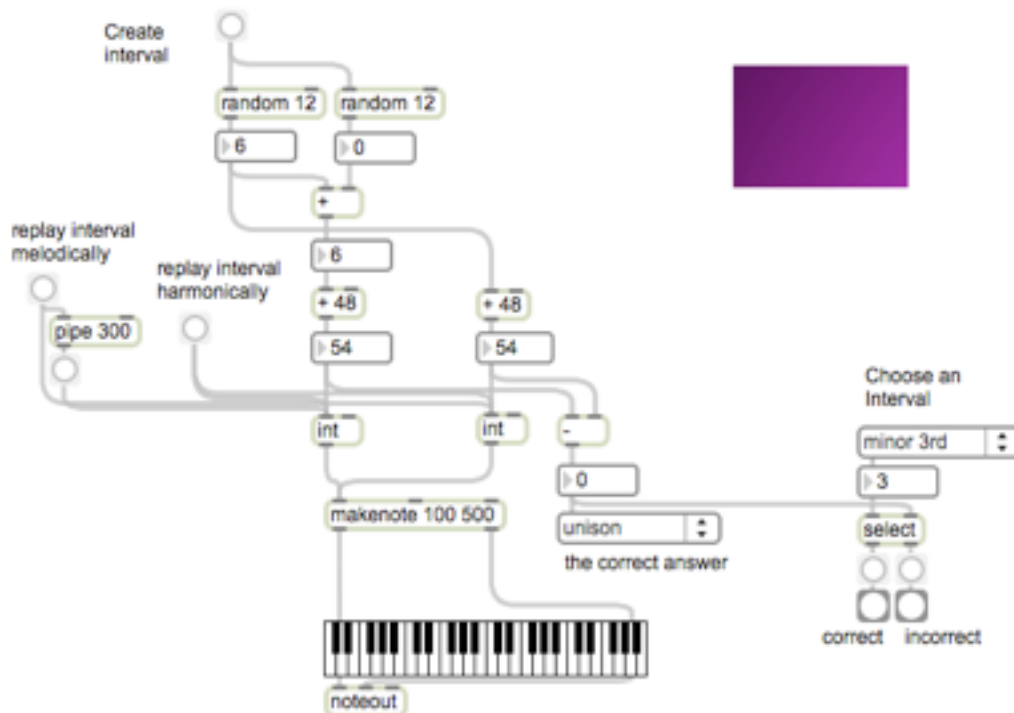 Create
interval
random 12
random 12
6
0
+
replay interval
melodically
6
replay interval
harmonically
+ 48
+ 48
pipe 300
54
54
Choose an
Interval
int
int
-
minor 3rd
0
3
makenote 100 500
unison
select
the correct answer
correct
incorrect
noteout